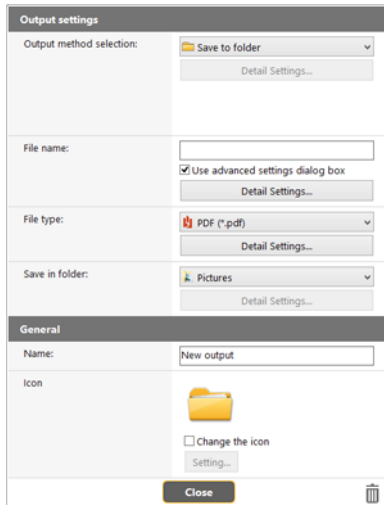 Output settings
Output method selection:
Save to folder
Detail Settings...
File name:
Use advanced settings dialog box
Detail Settings...
File type:
PDF (*.pdf)
Detail Settings...
Save in folder:
Pictures
Detail Settings...
General
Name:
New output
Icon
Change the icon
Setting...
Close